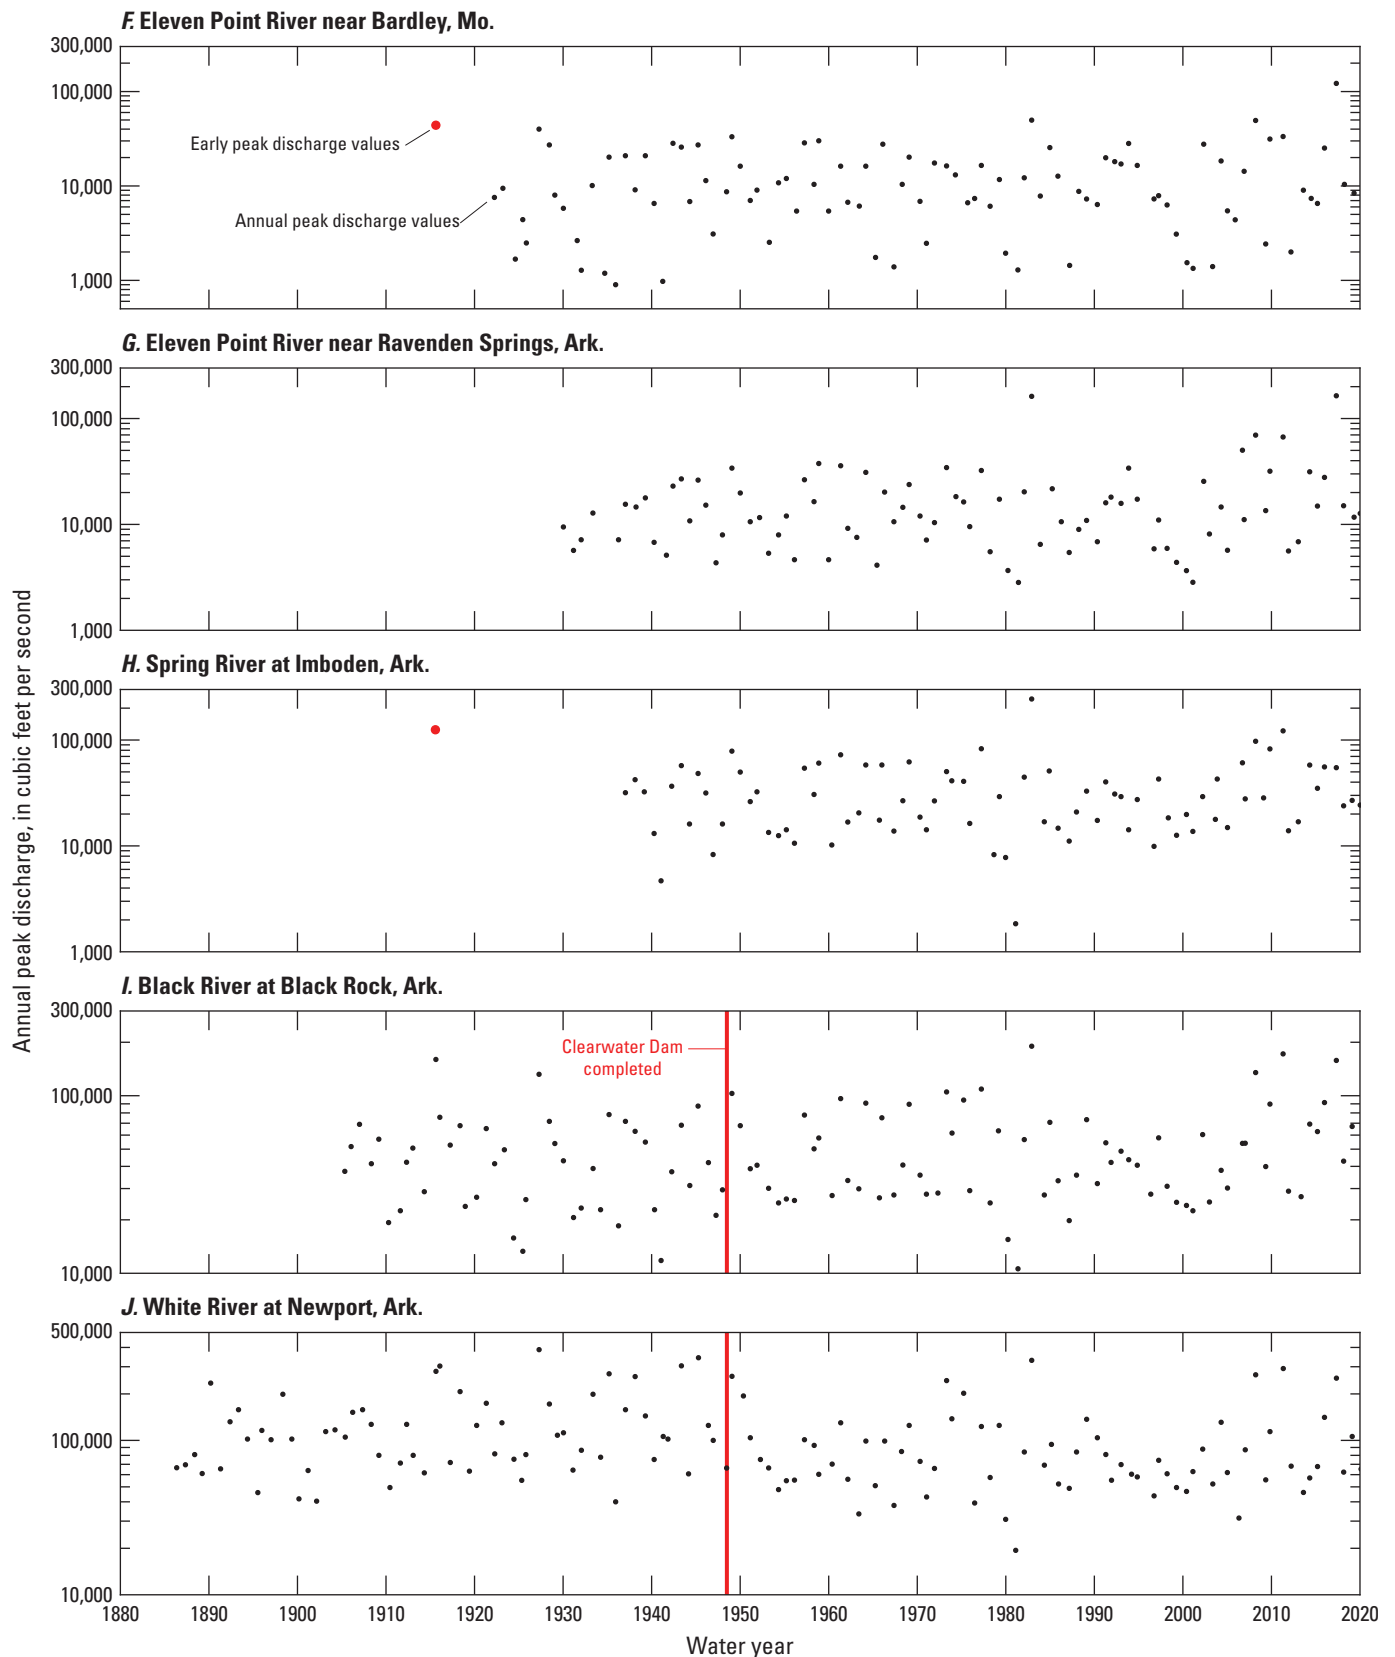 F. Eleven Point River near Bardley, Mo.
300,000
100,000
10,000
1,000
Early peak discharge values
Annual peak discharge values
G. Eleven Point River near Ravenden Springs, Ark.
300,000
100,000
10,000
1,000
H. Spring River at Imboden, Ark.
300,000
100,000
10,000
1,000
Annual peak discharge, in cubic feet per second
I. Black River at Black Rock, Ark.
300,000
100,000
10,000
Clearwater Dam
completed
J. White River at Newport, Ark.
500,000
100,000
10,000
1880 1890 1900 1910 1920 1930 1940 1950 1960 1970 1980 1990 2000 2010 2020
Water year